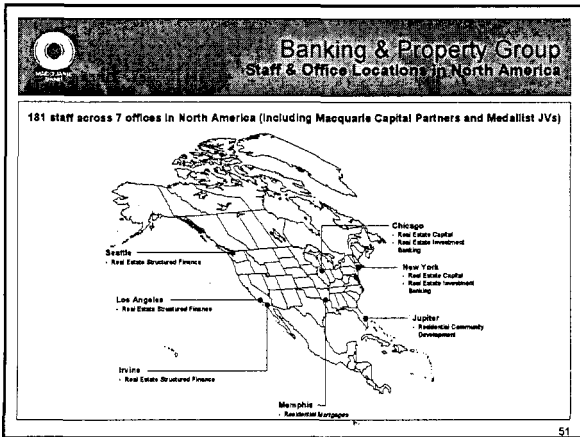 MACQUARIE
BANK
Banking & Property Group
Staff & Office Locations in North America
181 staff across 7 offices in North America (including Macquarie Capital Partners and Medallist JVs)
Chicago
- Real Estate Capital
- Real Estate Investment
Banking
Seattle
- Real Estate Structured Finance
New York
- Real Estate Capital
- Real Estate Investment
Banking
Los Angeles
- Real Estate Structured Finance
Jupiter
- Residential Community
Development
Irvine
- Real Estate Structured Finance
Memphis
- Residential Mortgages
51